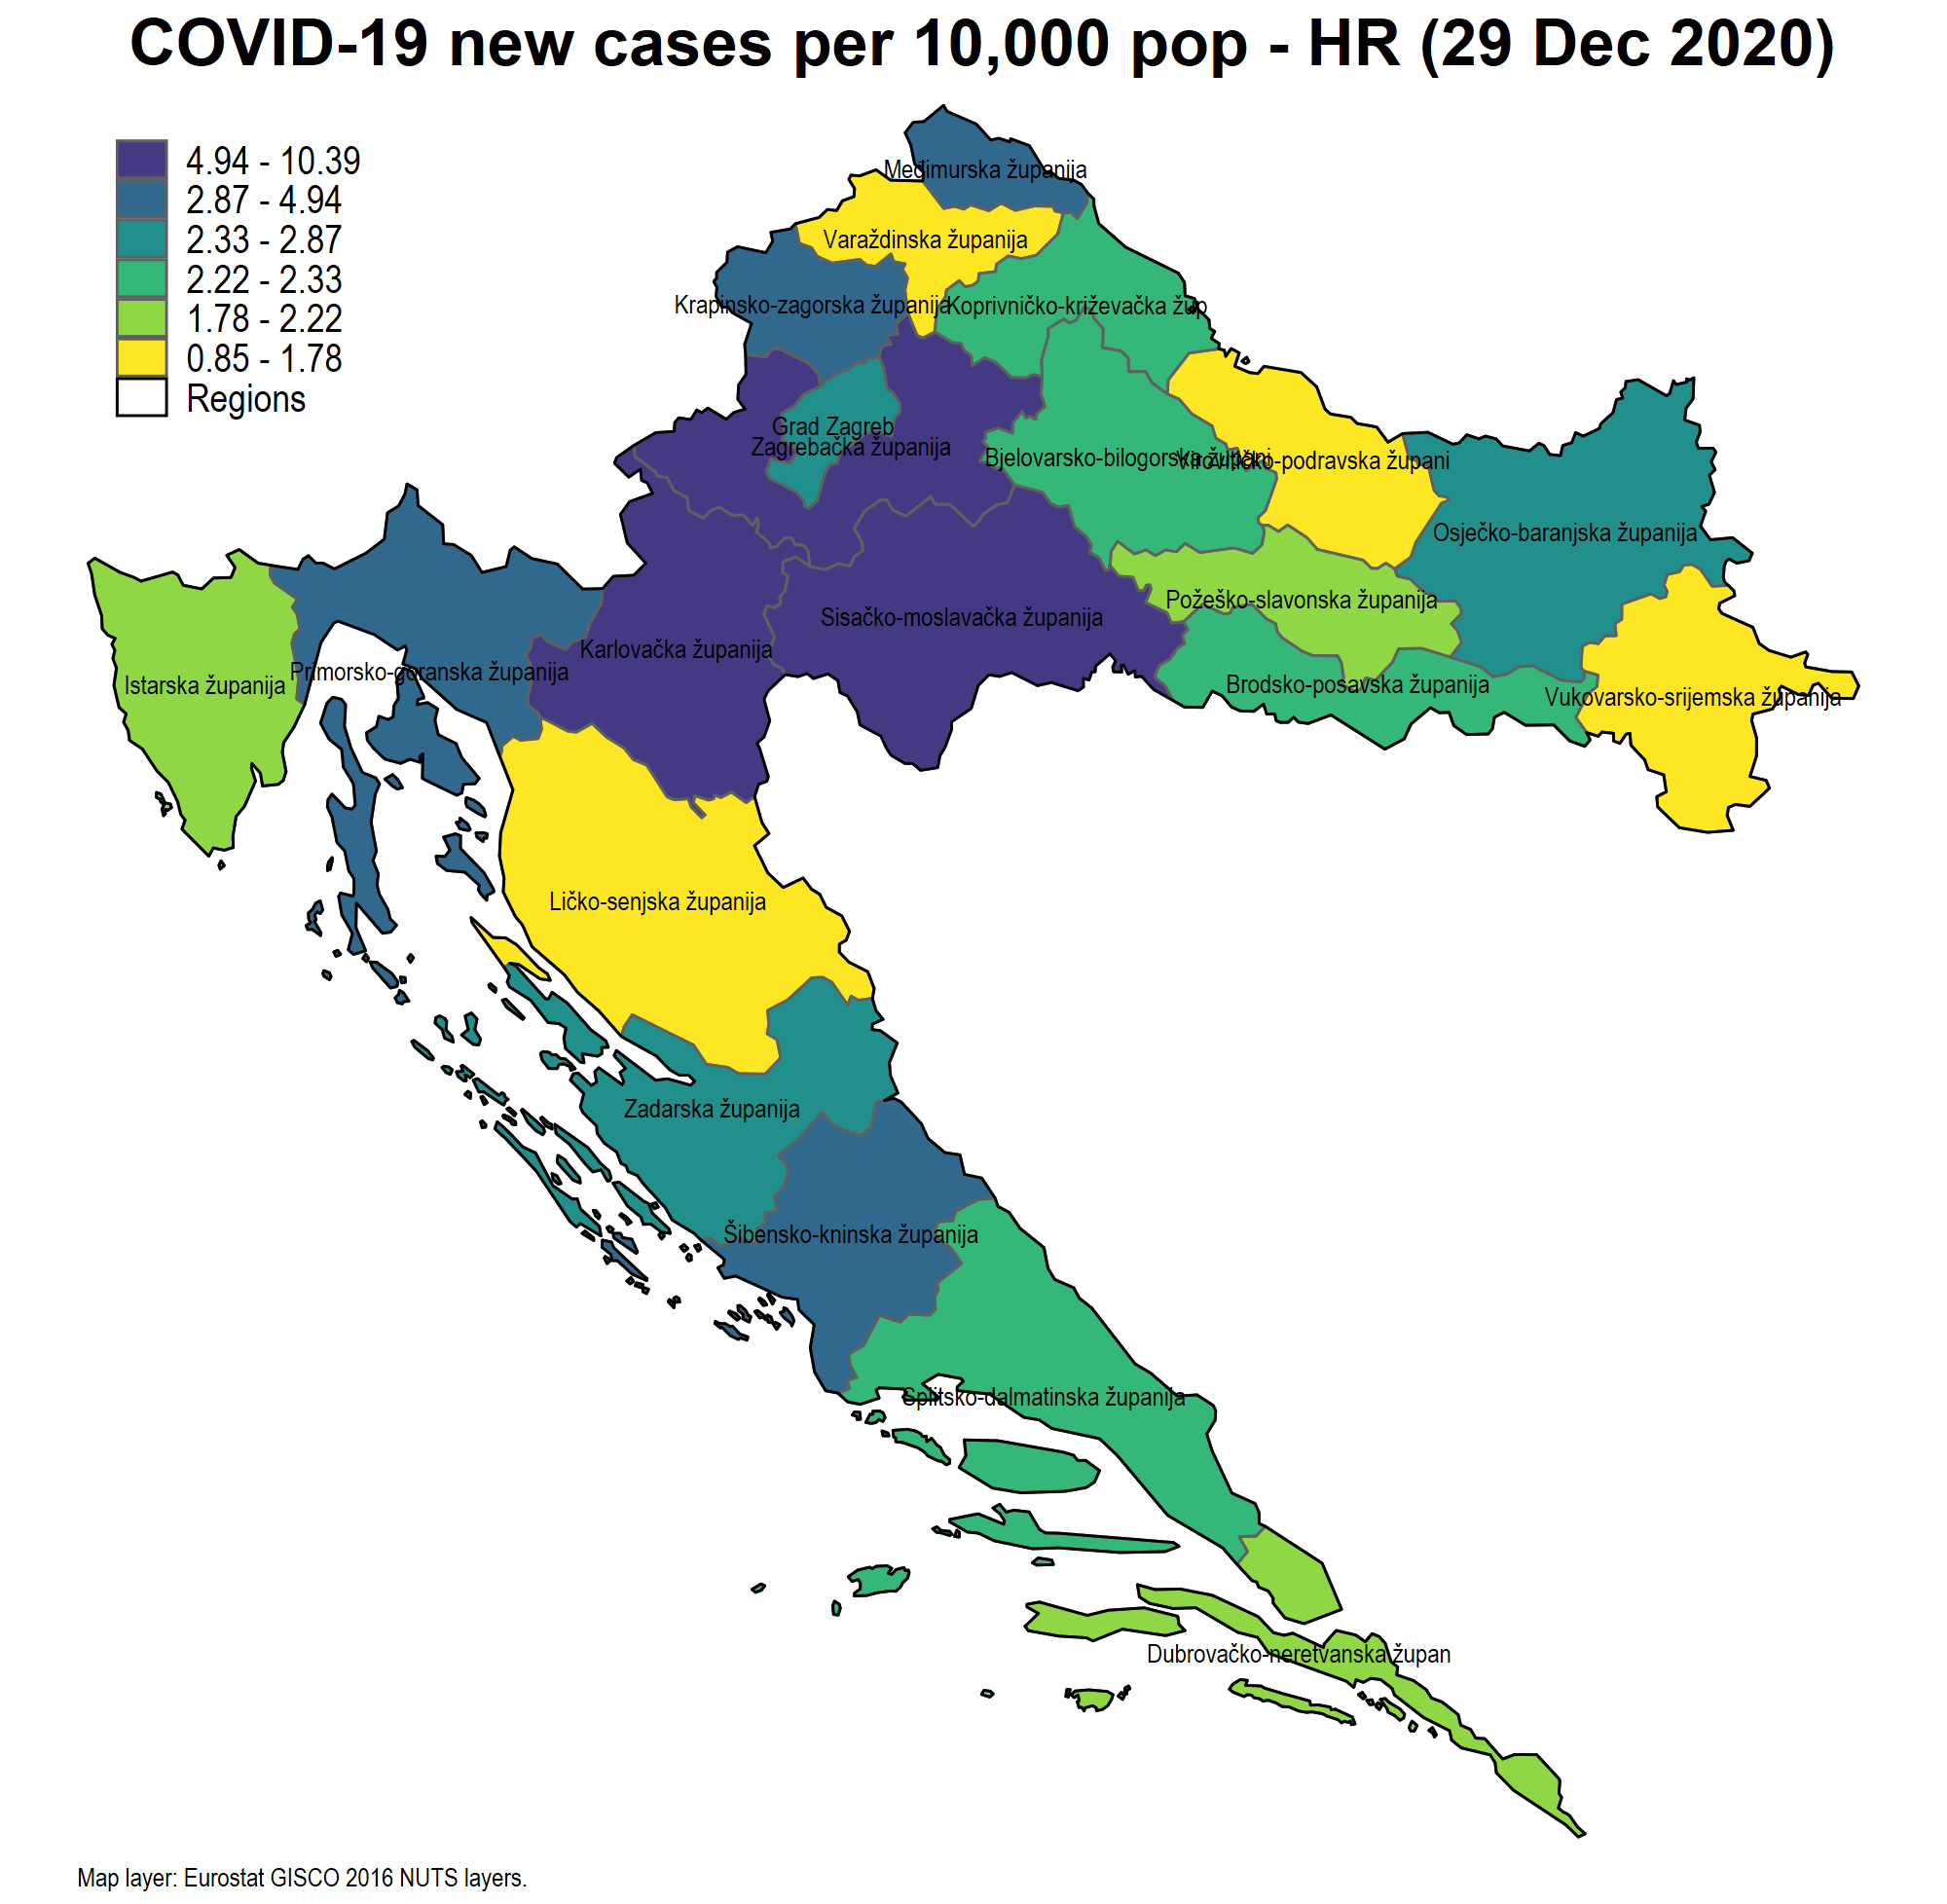 COVID-19 new cases per 10,000 pop - HR (29 Dec 2020)
4.94 - 10.39
2.87 - 4.94
2.33 - 2.87
2.22 - 2.33
1.78 - 2.22
0.85 - 1.78
Regions
Međimurska županija
Varaždinska županija
Krapinsko-zagorska županija
Koprivničko-križevačka žup
Grad Zagreb
Zagrebačka županija
Bjelovarsko-bilogorska župani
Virovitičko-podravska župani
Osječko-baranjska županija
Požeško-slavonska županija
Sisačko-moslavačka županija
Karlovačka županija
Primorsko-goranska županija
Istarska županija
Brodsko-posavska županija
Vukovarsko-srijemska županija
Ličko-senjska županija
Zadarska županija
Šibensko-kninska županija
Splitsko-dalmatinska županija
Dubrovačko-neretvanska župan
Map layer: Eurostat GISCO 2016 NUTS layers.